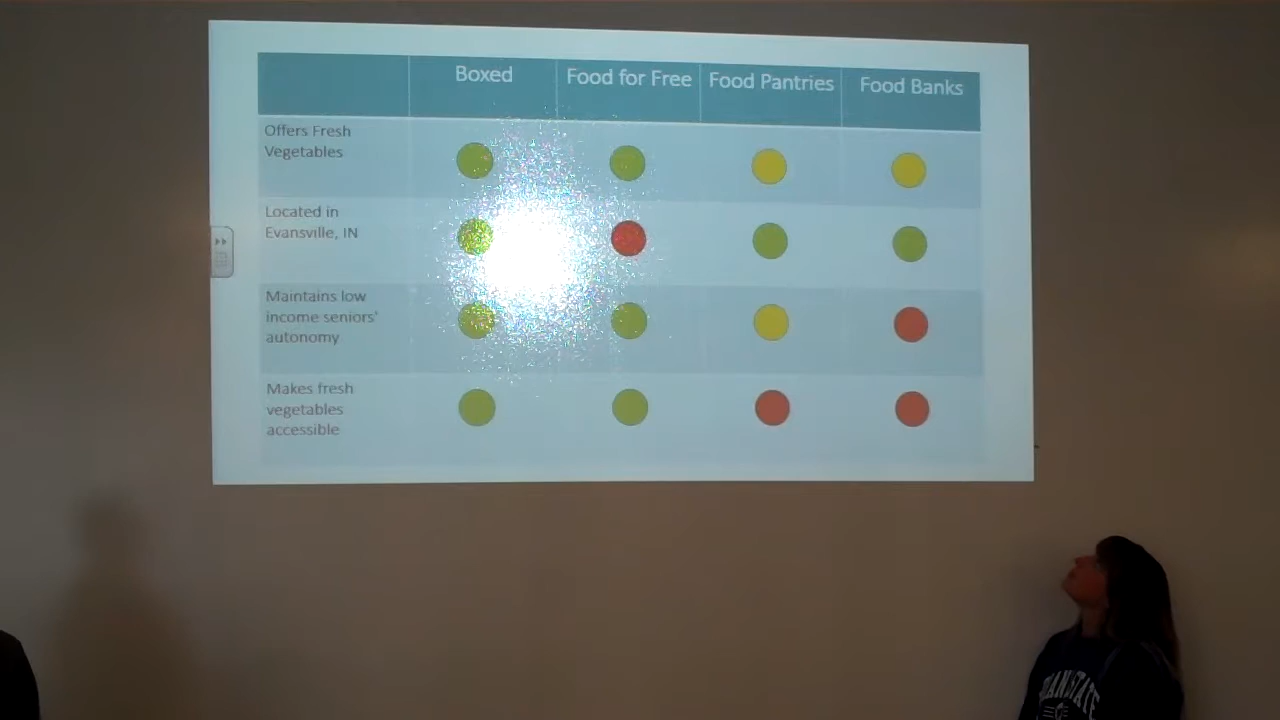 Boxed Food for Free Food Pantries Food Banks
Offers Fresh
Vegetables
Located in
Evansville, IN
Maintains low
income seniors'
autonomy
Makes fresh
vegetables
accessible
STATE